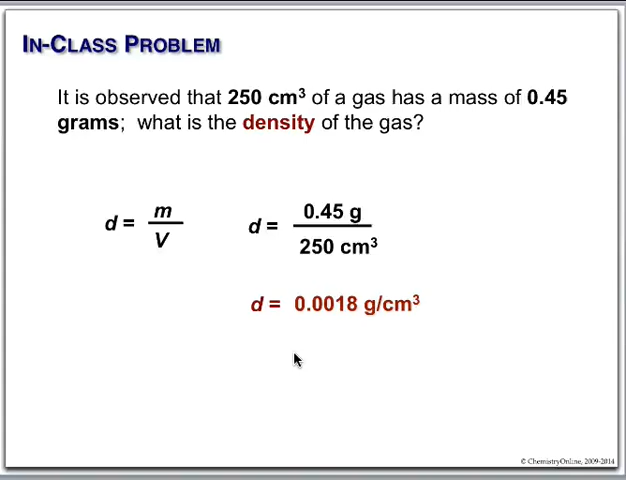 IN-CLASS PROBLEM
It is observed that 250 cm³ of a gas has a mass of 0.45
grams;  what is the density of the gas?
d = m
V
d = 0.45 g
250 cm³
d = 0.0018 g/cm³
© ChemistryOnline, 2009-2014